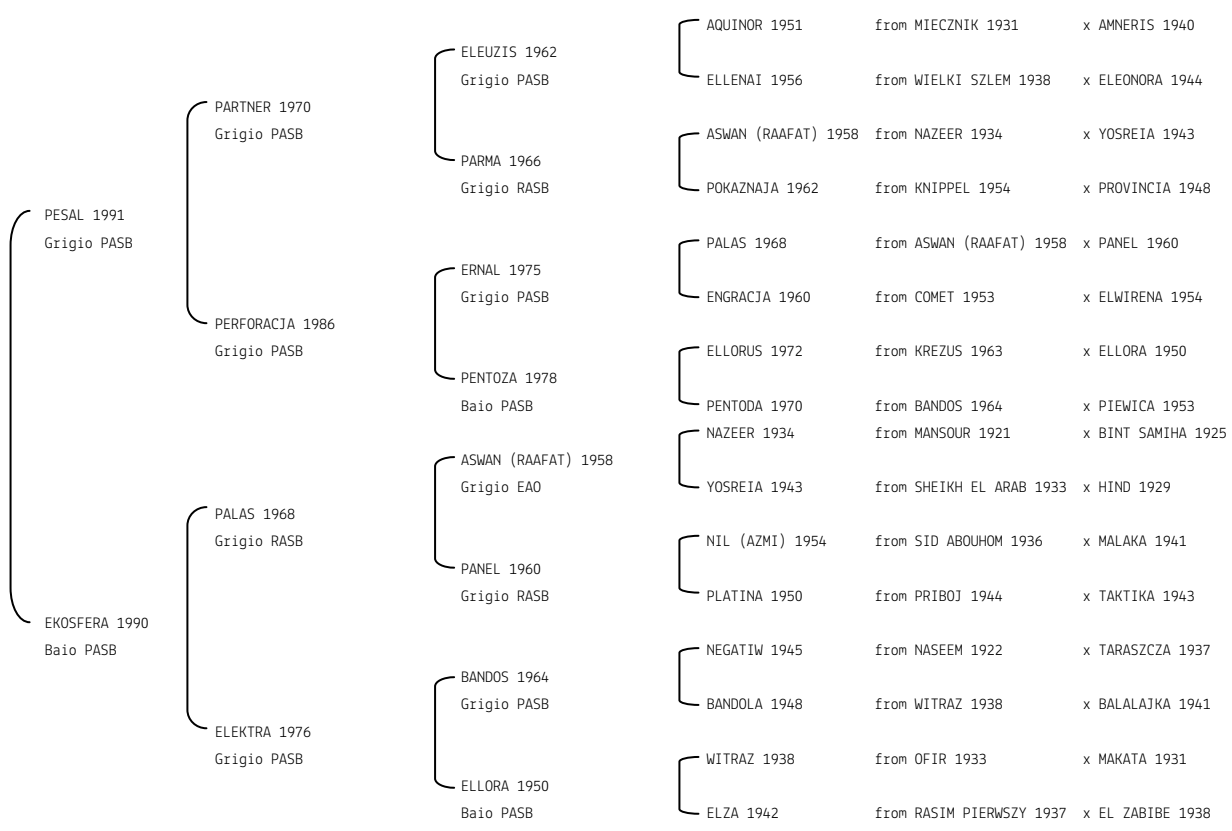 AQUINOR 1951 from MIECZNIK 1931 x AMNERIS 1940
ELEUZIS 1962
Grigio PASB
ELLENAI 1956 from WIELKI SZLEM 1938 x ELEONORA 1944
PARTNER 1970
Grigio PASB
ASWAN (RAAFAT) 1958 from NAZEER 1934 x YOSREIA 1943
PARMA 1966
Grigio RASB
POKAZNAJA 1962 from KNIPPEL 1954 x PROVINCIA 1948
PESAL 1991
Grigio PASB
PALAS 1968 from ASWAN (RAAFAT) 1958 x PANEL 1960
ERNAL 1975
Grigio PASB
ENGRACJA 1960 from COMET 1953 x ELWIRENA 1954
PERFORACJA 1986
Grigio PASB
ELLORUS 1972 from KREZUS 1963 x ELLORA 1950
PENTOZA 1978
Baio PASB
PENTODA 1970 from BANDOS 1964 x PIEWICA 1953
NAZEER 1934 from MANSOUR 1921 x BINT SAMIHA 1925
ASWAN (RAAFAT) 1958
Grigio EAO
YOSREIA 1943 from SHEIKH EL ARAB 1933 x HIND 1929
PALAS 1968
Grigio RASB
NIL (AZMI) 1954 from SID ABOUHOM 1936 x MALAKA 1941
PANEL 1960
Grigio RASB
PLATINA 1950 from PRIBOJ 1944 x TAKTIKA 1943
EKOSFERA 1990
Baio PASB
NEGATIW 1945 from NASEEM 1922 x TARASZCZA 1937
BANDOS 1964
Grigio PASB
BANDOLA 1948 from WITRAZ 1938 x BALALAJKA 1941
ELEKTRA 1976
Grigio PASB
WITRAZ 1938 from OFIR 1933 x MAKATA 1931
ELLORA 1950
Baio PASB
ELZA 1942 from RASIM PIERWSZY 1937 x EL ZABIBE 1938